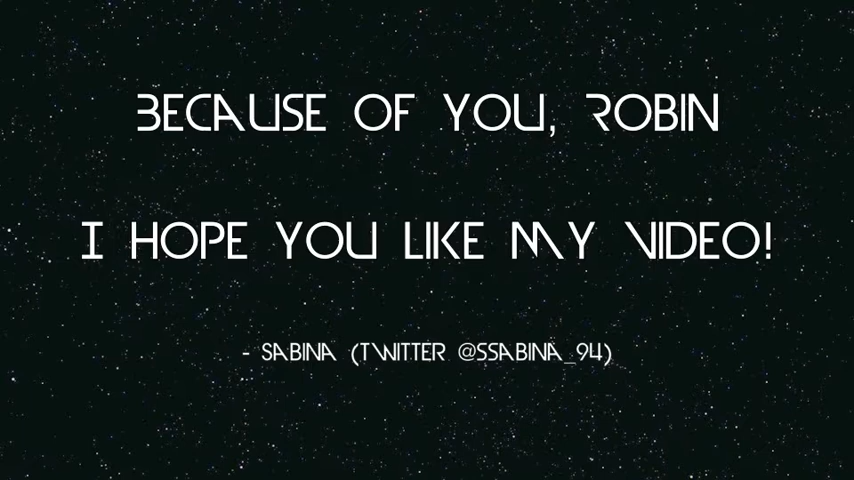 BECAUSE OF YOU, ROBIN
I HOPE YOU LIKE MY VIDEO!
- SABINA (TWITTER @SSABINA_94)